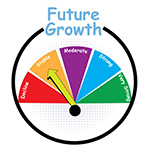 Future
Growth
Decline
Stable
Moderate
Strong
Very Strong